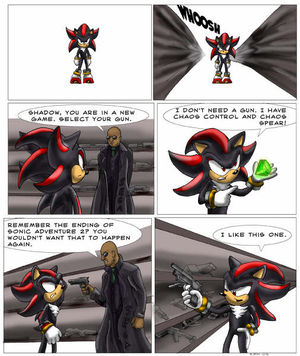 WHOOSH
SHADOW, YOU ARE IN A NEW
GAME. SELECT YOUR GUN.
I DON'T NEED A GUN. I HAVE
CHAOS CONTROL AND CHAOS
SPEAR!
REMEMBER THE ENDING OF
SONIC ADVENTURE 2? YOU
WOULDN'T WANT THAT TO HAPPEN
AGAIN.
I LIKE THIS ONE.